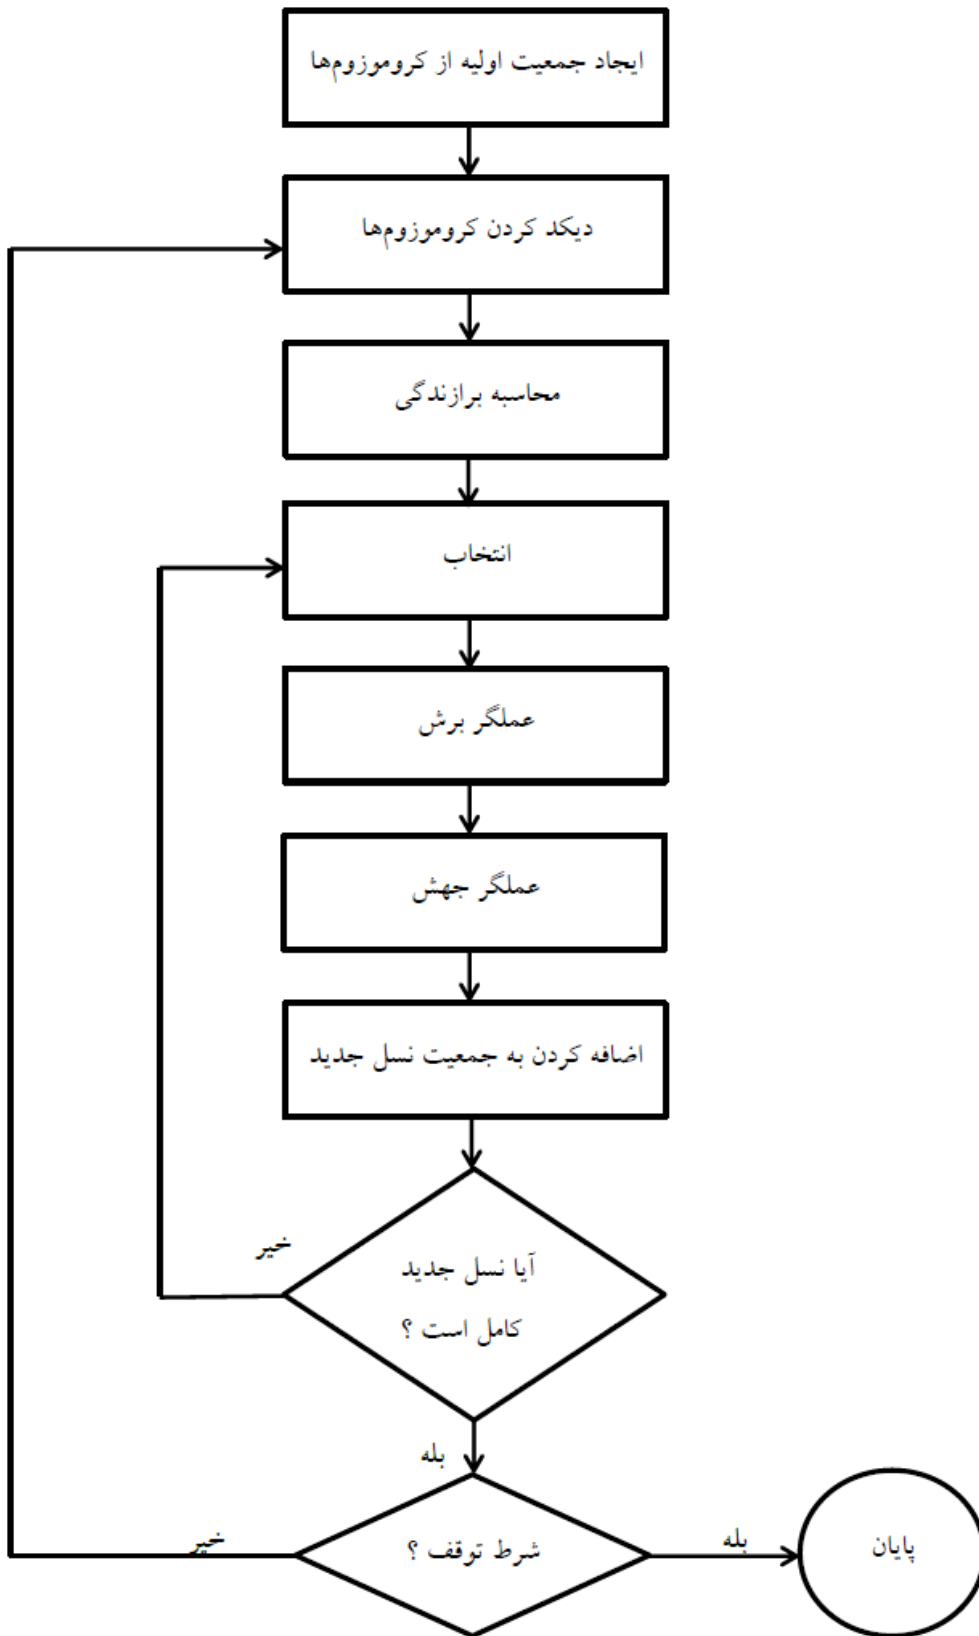 ایجاد جمعیت اولیه از کروموزوم‌ها
دیکد کردن کروموزوم‌ها
محاسبه برازندگی
انتخاب
عملگر برش
عملگر جهش
اضافه کردن به جمعیت نسل جدید
خیر
آیا نسل جدید
کامل است ؟
بله
خیر
شرط توقف ؟
بله
پایان